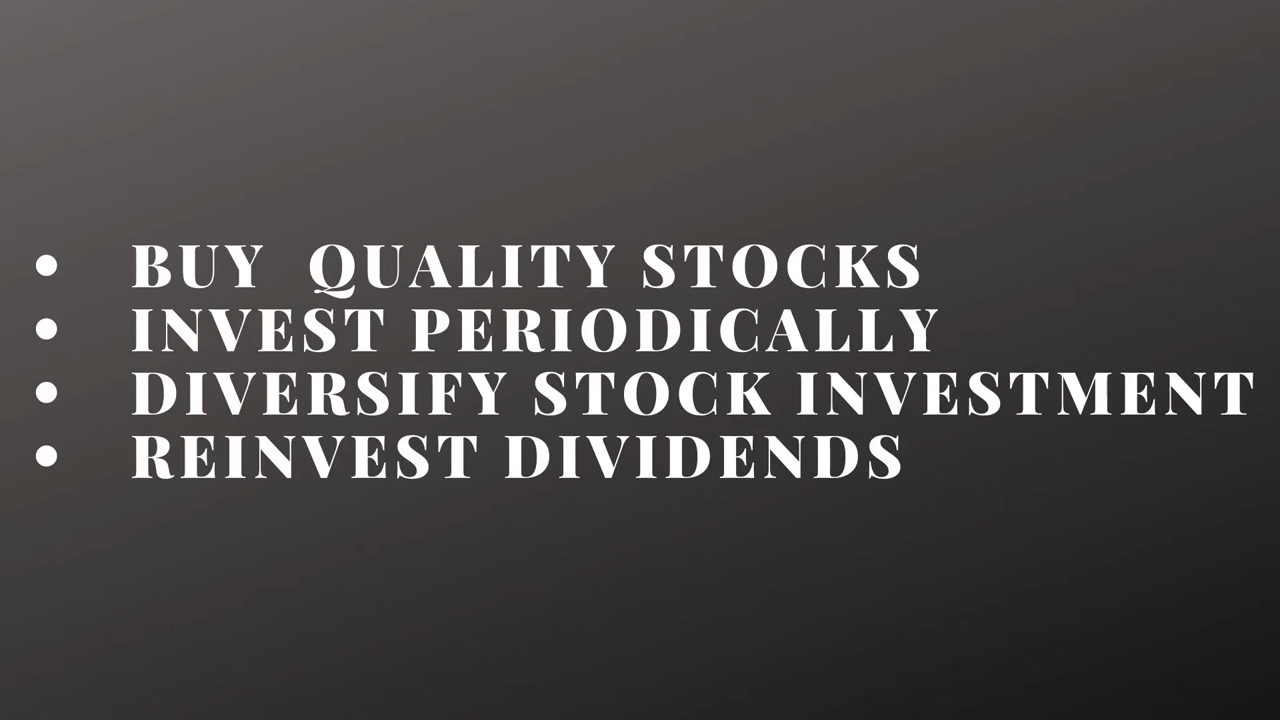 • BUY QUALITY STOCKS
• INVEST PERIODICALLY
• DIVERSIFY STOCK INVESTMENT
• REINVEST DIVIDENDS